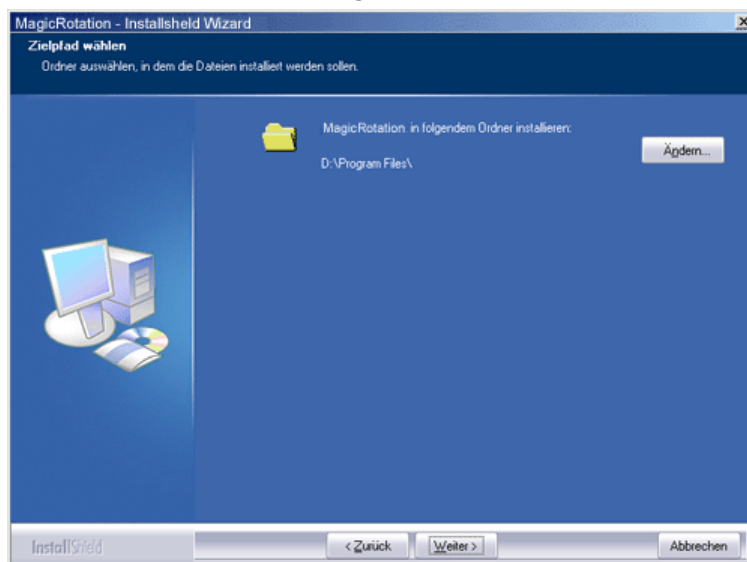 MagicRotation - Installsheld Wizard
Zielpfad wählen
Ordner auswählen, in dem die Dateien installiert werden sollen.
MagicRotation in folgendem Ordner installieren:
Ändern...
D:\Program Files\
InstallShield
< Zurück
Weiter >
Abbrechen